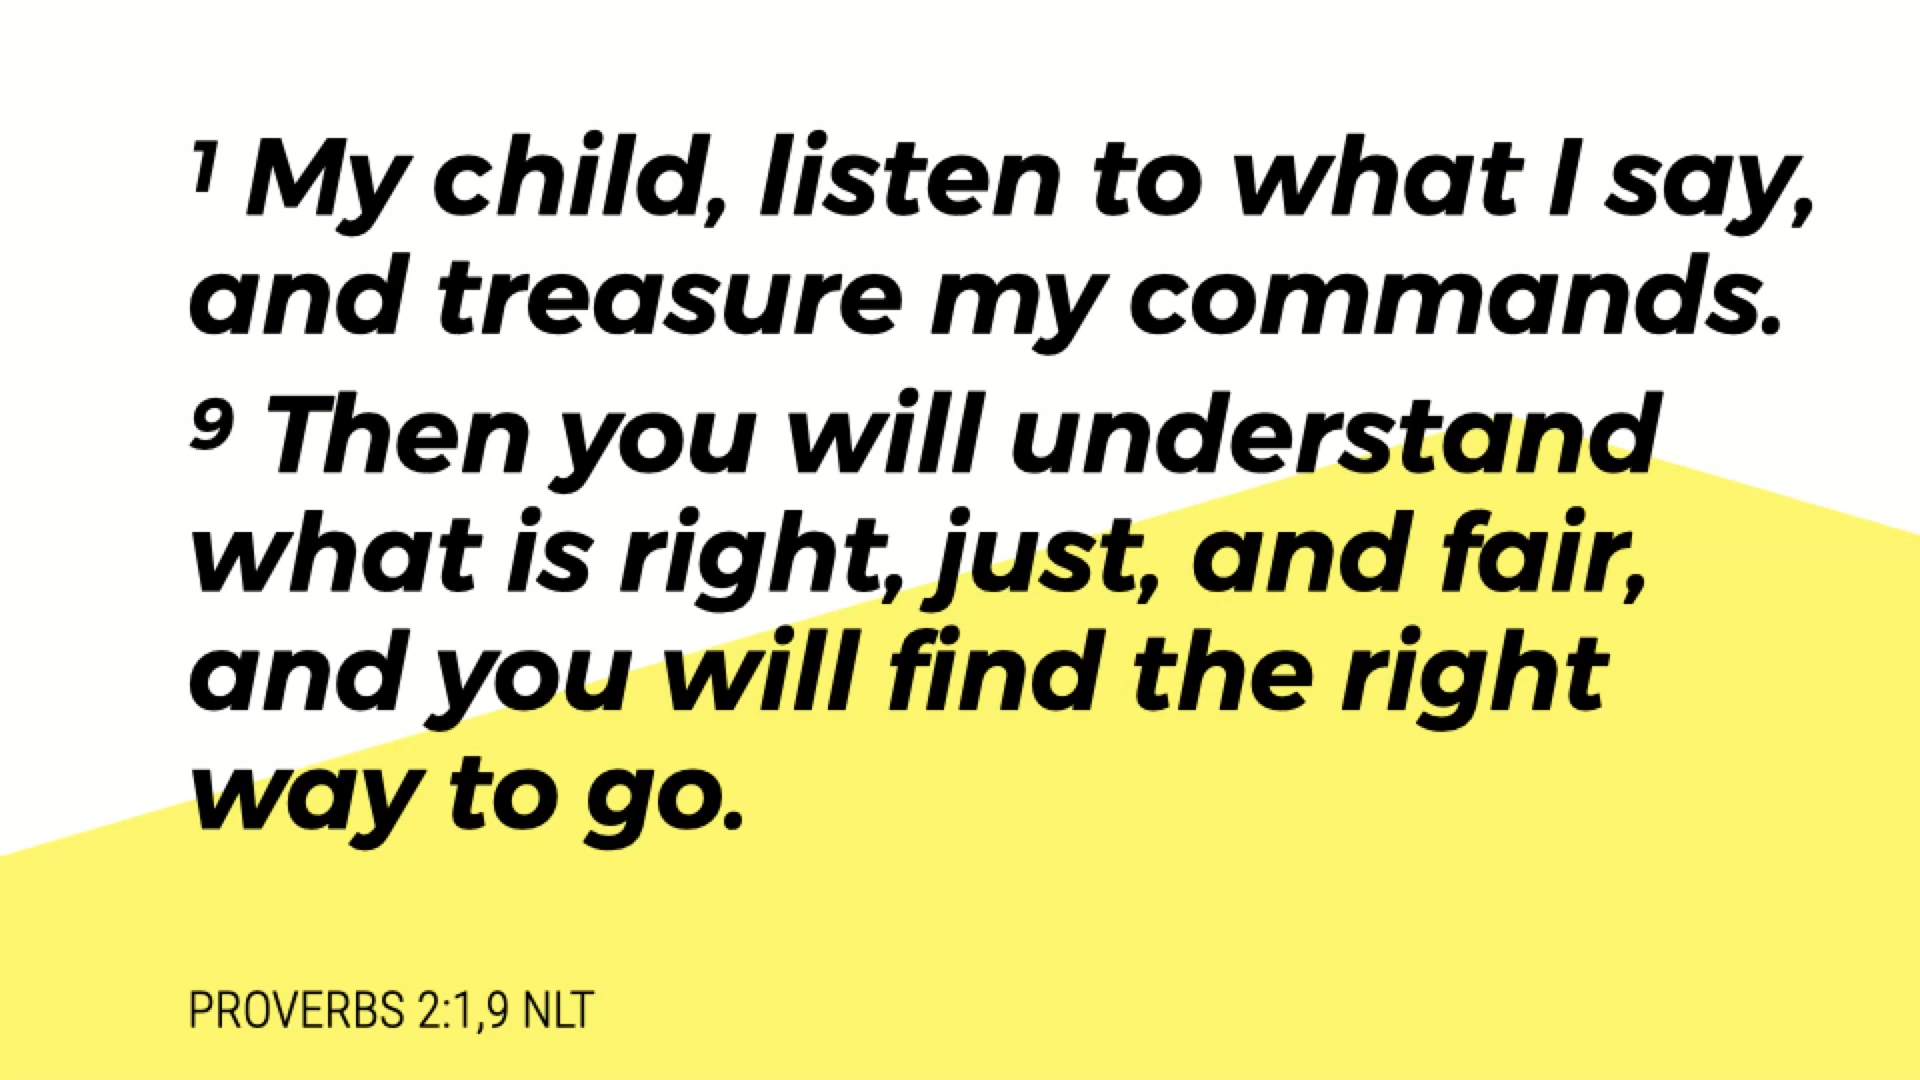 1 My child, listen to what I say,
and treasure my commands.
9 Then you will understand
what is right, just, and fair,
and you will find the right
way to go.
PROVERBS 2:1,9 NLT